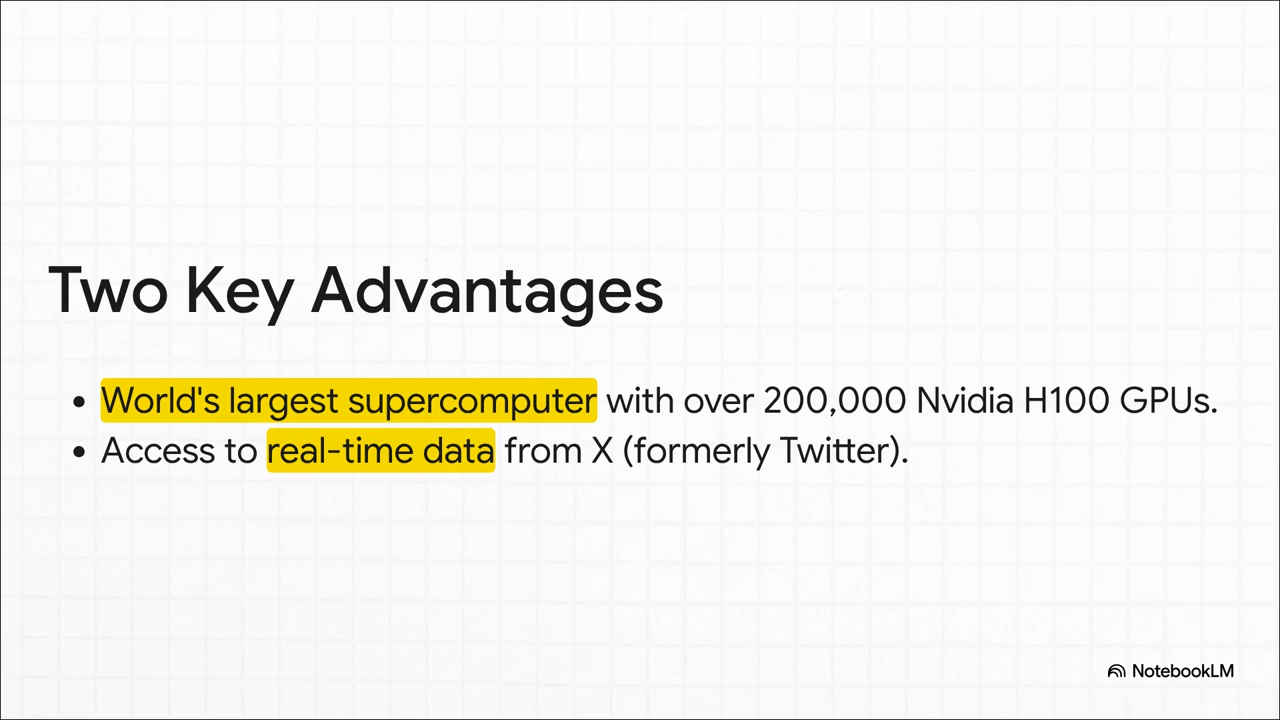 Two Key Advantages
• World's largest supercomputer with over 200,000 Nvidia H100 GPUs.
• Access to real-time data from X (formerly Twitter).
NotebookLM